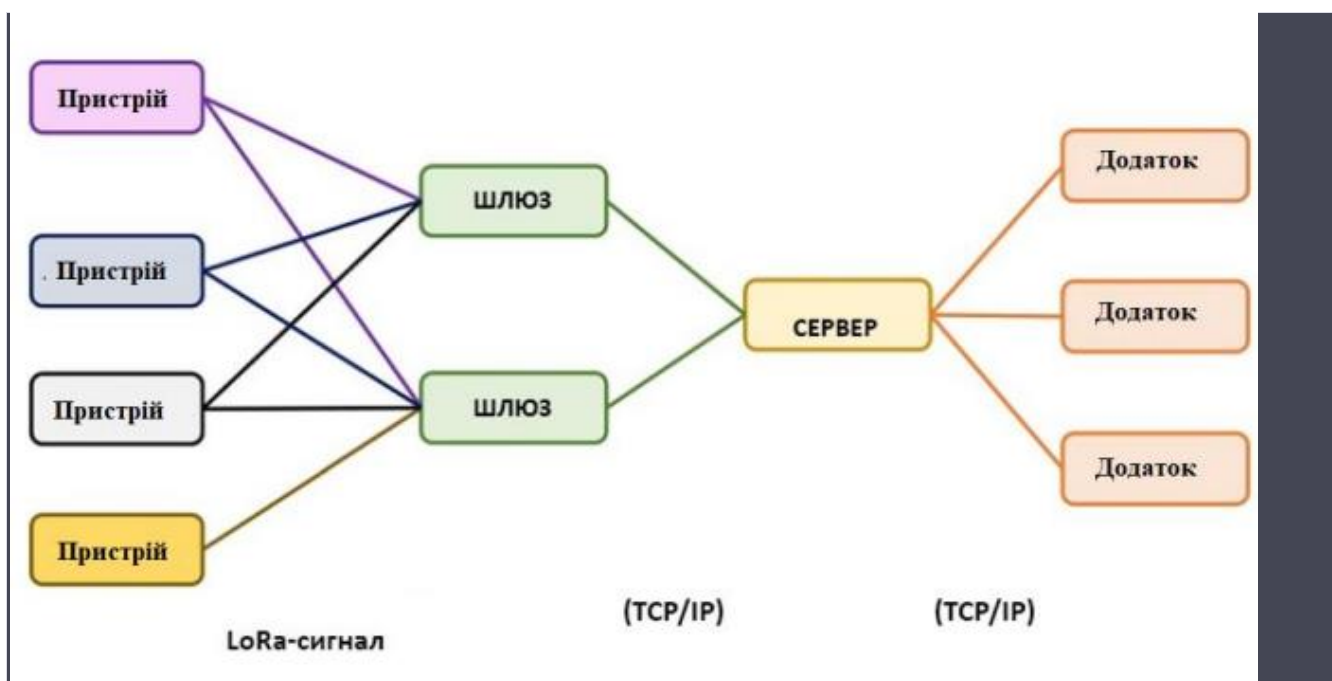 Пристрій
Пристрій
Пристрій
Пристрій
ШЛЮЗ
ШЛЮЗ
СЕРВЕР
Додаток
Додаток
Додаток
LoRa-сигнал
(TCP/IP)
(TCP/IP)